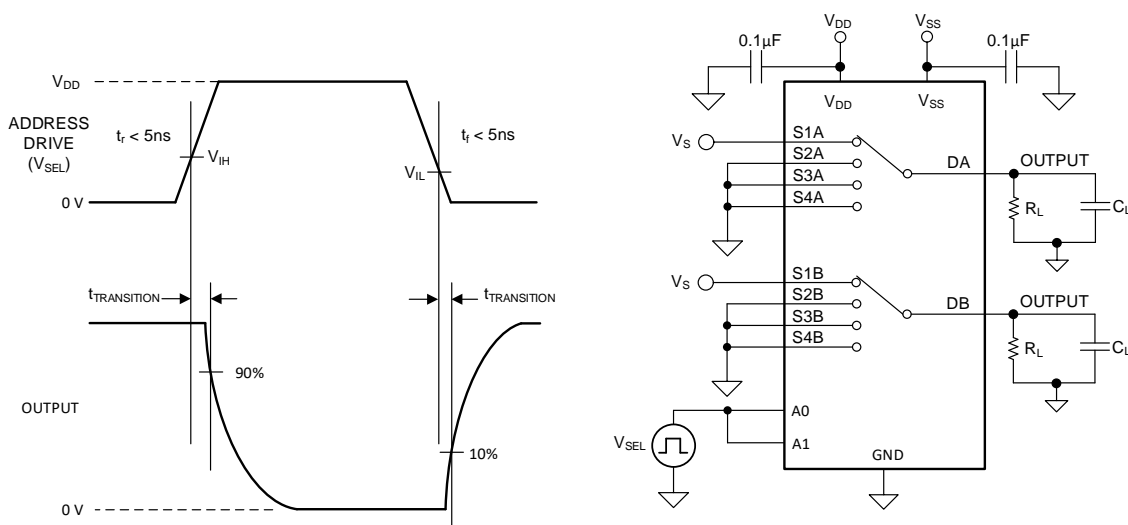 V_DD
ADDRESS
DRIVE
(V_SEL)
t_r < 5ns
t_f < 5ns
V_IH
V_IL
0 V
t_TRANSITION
t_TRANSITION
90%
OUTPUT
10%
0 V
V_DD
V_SS
0.1µF
0.1µF
V_DD
V_SS
V_S
S1A
S2A
S3A
S4A
DA
OUTPUT
R_L
C_L
V_S
S1B
S2B
S3B
S4B
DB
OUTPUT
R_L
C_L
V_SEL
A0
A1
GND